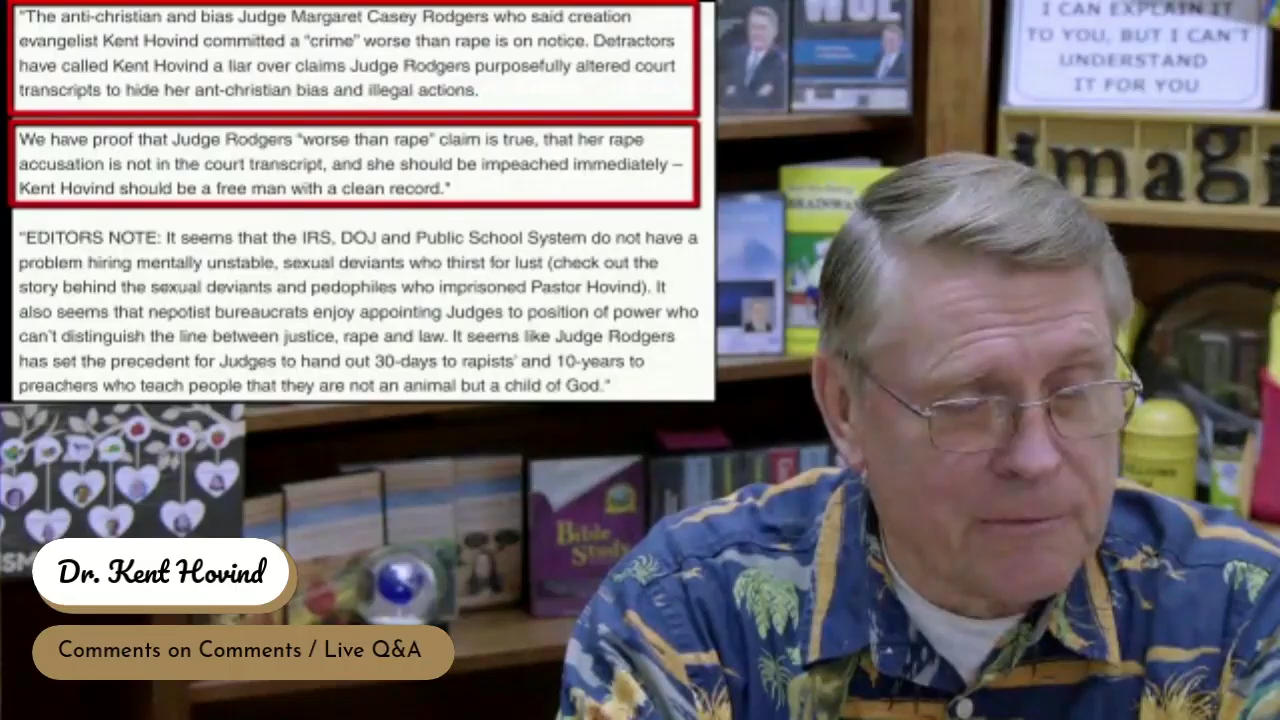 "The anti-christian and bias Judge Margaret Casey Rodgers who said creation
evangelist Kent Hovind committed a "crime" worse than rape is on notice. Detractors
have called Kent Hovind a liar over claims Judge Rodgers purposefully altered court
transcripts to hide her ant-christian bias and illegal actions.
We have proof that Judge Rodgers "worse than rape" claim is true, that her rape
accusation is not in the court transcript, and she should be impeached immediately –
Kent Hovind should be a free man with a clean record."
"EDITORS NOTE: It seems that the IRS, DOJ and Public School System do not have a
problem hiring mentally unstable, sexual deviants who thirst for lust (check out the
story behind the sexual deviants and pedophiles who imprisoned Pastor Hovind). It
also seems that nepotist bureaucrats enjoy appointing Judges to position of power who
can't distinguish the line between justice, rape and law. It seems like Judge Rodgers
has set the precedent for Judges to hand out 30-days to rapists' and 10-years to
preachers who teach people that they are not an animal but a child of God."
I CAN EXPLAIN IT
TO YOU, BUT I CAN'T
UNDERSTAND
IT FOR YOU
imagi
Bible
Study
Dr. Kent Hovind
Comments on Comments / Live Q&A